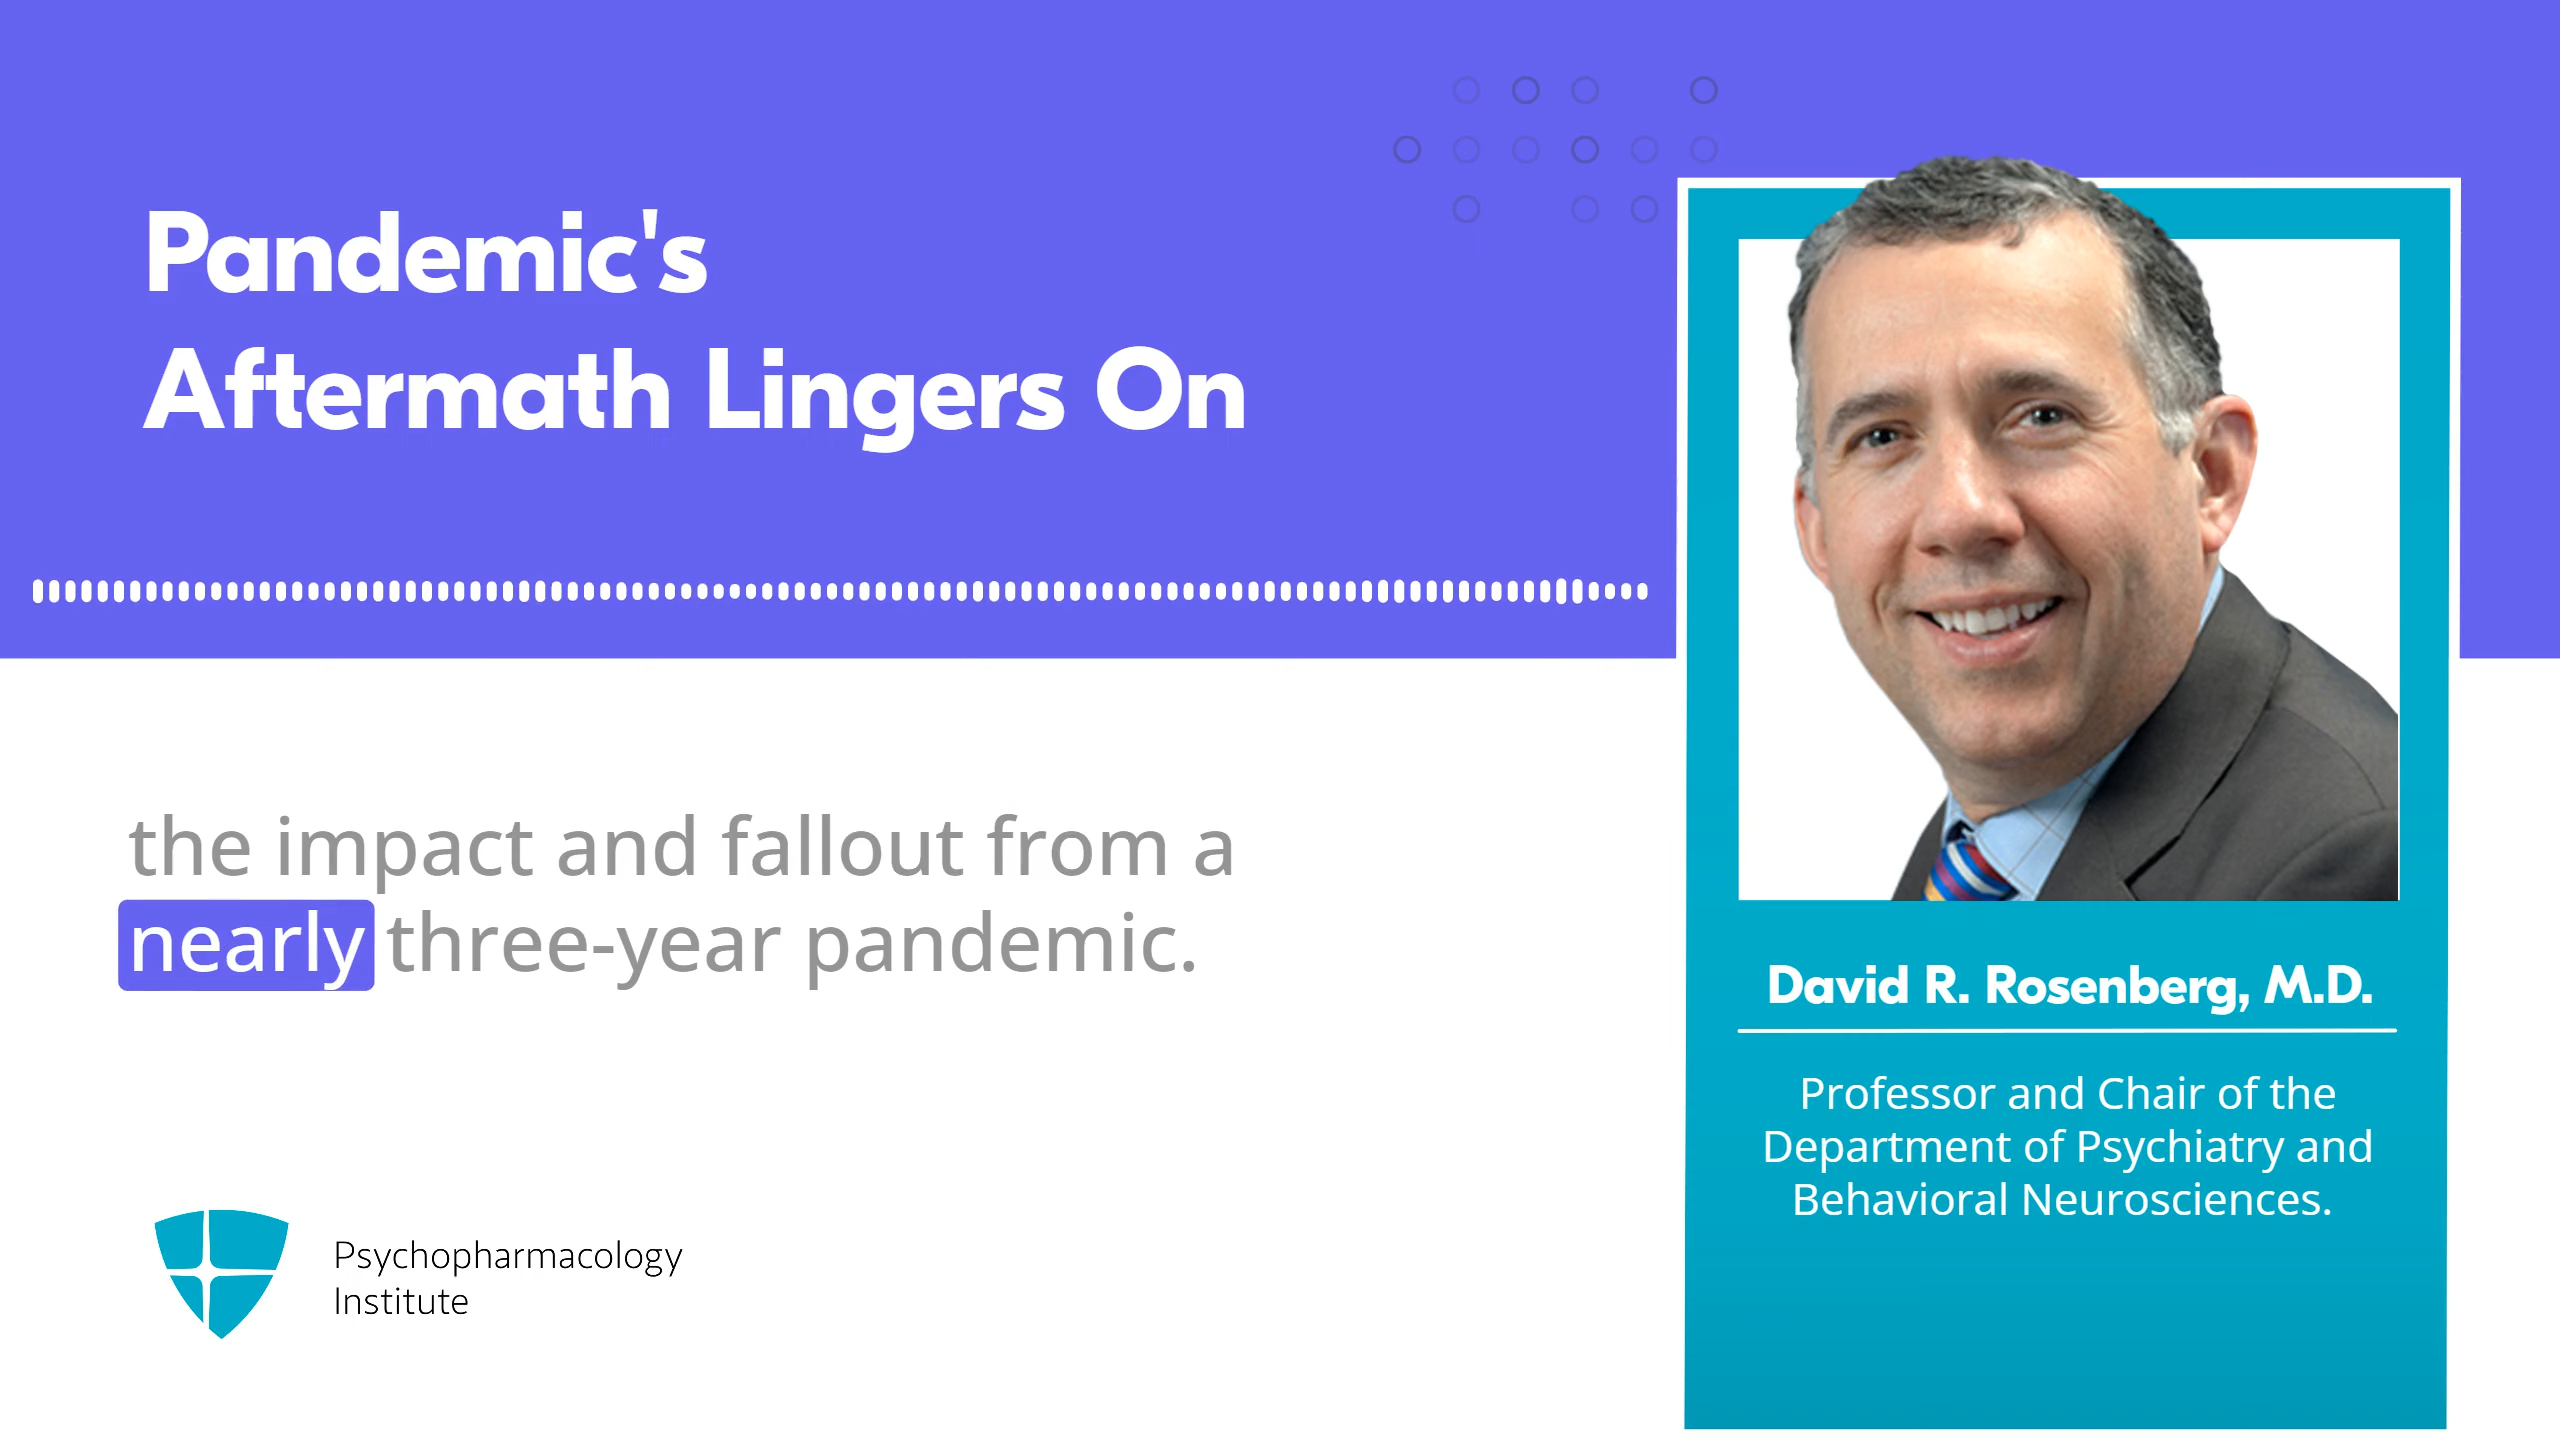 Pandemic's
Aftermath Lingers On
the impact and fallout from a
nearly three-year pandemic.
Psychopharmacology
Institute
David R. Rosenberg, M.D.
Professor and Chair of the
Department of Psychiatry and
Behavioral Neurosciences.